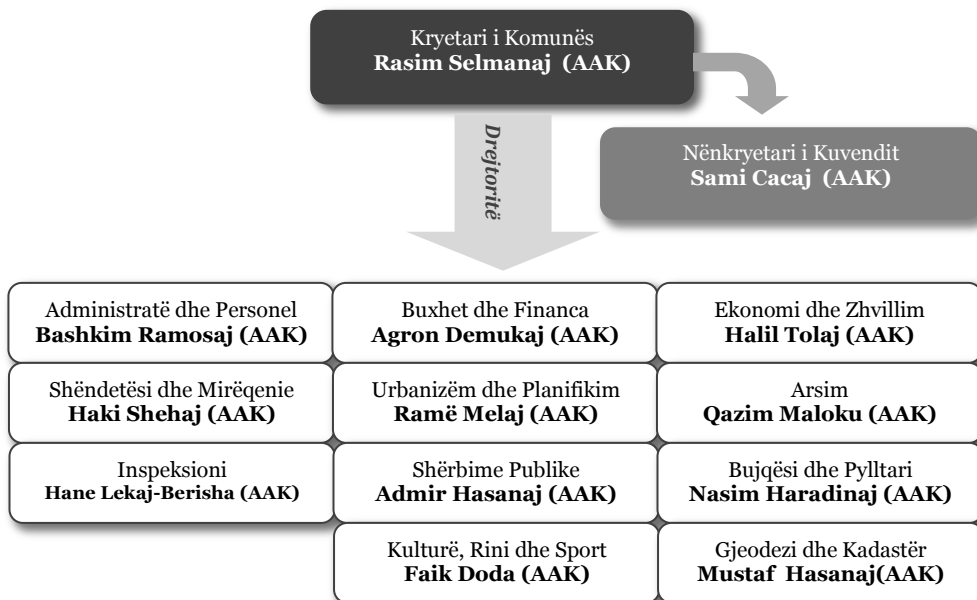 Kryetari i Komunës
Rasim Selmanaj (AAK)
Drejtoritë
Nënkryetari i Kuvendit
Sami Cacaj (AAK)
Administratë dhe Personel
Bashkim Ramosaj (AAK)
Buxhet dhe Financa
Agron Demukaj (AAK)
Ekonomi dhe Zhvillim
Halil Tolaj (AAK)
Shëndetësi dhe Mirëqenie
Haki Shehaj (AAK)
Urbanizëm dhe Planifikim
Ramë Melaj (AAK)
Arsim
Qazim Maloku (AAK)
Inspeksioni
Hane Lekaj-Berisha (AAK)
Shërbime Publike
Admir Hasanaj (AAK)
Bujqësi dhe Pylltari
Nasim Haradinaj (AAK)
Kulturë, Rini dhe Sport
Faik Doda (AAK)
Gjeodezi dhe Kadastër
Mustaf Hasanaj(AAK)